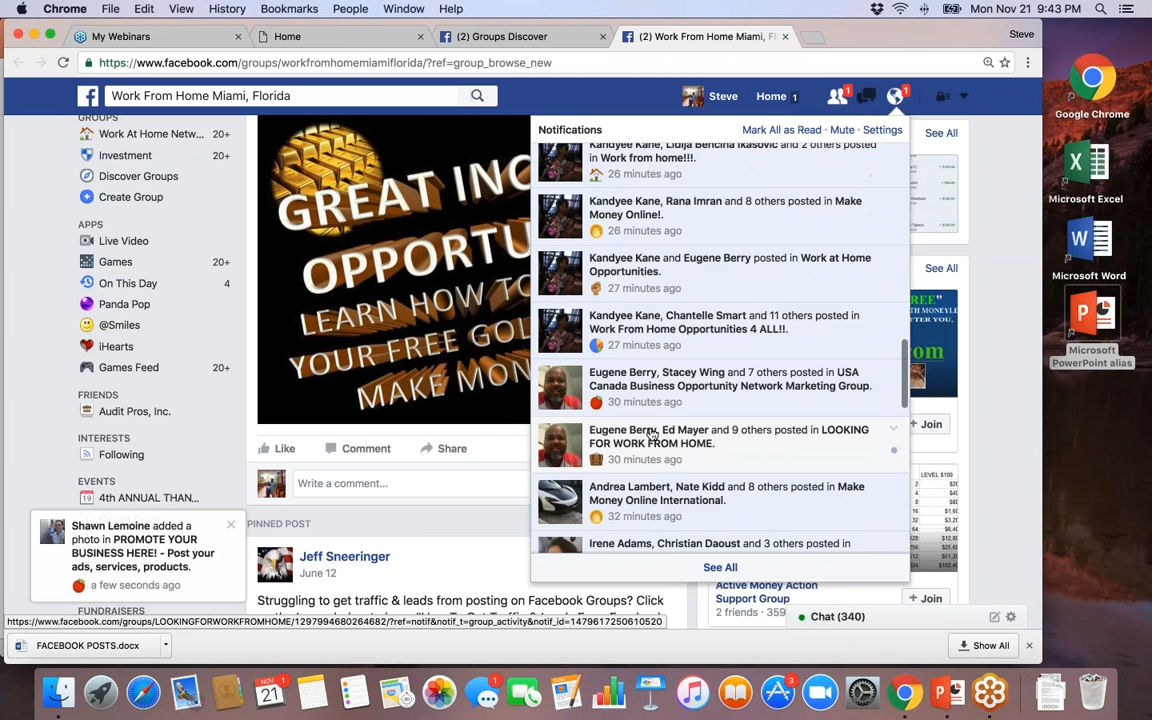 Chrome File Edit View History Bookmarks People Window Help
Mon Nov 21 9:43 PM
My Webinars
Home
(2) Groups Discover
(2) Work From Home Miami, Fl
Steve
https://www.facebook.com/groups/workfromhomemiamiflorida/?ref=group_browse_new
Work From Home Miami, Florida
Steve
Home 1
1
1
GROUPS
Work At Home Netw... 20+
Investment 20+
Discover Groups
Create Group
APPS
Live Video
Games 20+
On This Day 4
Panda Pop
@Smiles
iHearts
Games Feed 20+
FRIENDS
Audit Pros, Inc.
INTERESTS
Following
EVENTS
4th ANNUAL THAN...
Shawn Lemoine added a
photo in PROMOTE YOUR
BUSINESS HERE! - Post your
ads, services, products.
a few seconds ago
FUNDRAISERS
GREAT INC
OPPORTU
LEARN HOW T
YOUR FREE GOL
MAKE MON
Like Comment Share
Write a comment...
PINNED POST
Jeff Sneeringer
June 12
Struggling to get traffic & leads from posting on Facebook Groups? Click
Notifications
Mark All as Read · Mute · Settings
Kandyee Kane, Lidija Bencina Ikasovic and 2 others posted
in Work from home!!!.
26 minutes ago
Kandyee Kane, Rana Imran and 8 others posted in Make
Money Online!.
26 minutes ago
Kandyee Kane and Eugene Berry posted in Work at Home
Opportunities.
27 minutes ago
Kandyee Kane, Chantelle Smart and 11 others posted in
Work From Home Opportunities 4 ALL!!.
27 minutes ago
Eugene Berry, Stacey Wing and 7 others posted in USA
Canada Business Opportunity Network Marketing Group.
30 minutes ago
Eugene Berry, Ed Mayer and 9 others posted in LOOKING
FOR WORK FROM HOME.
30 minutes ago
Andrea Lambert, Nate Kidd and 8 others posted in Make
Money Online International.
32 minutes ago
Irene Adams, Christian Daoust and 3 others posted in
See All
See All
See All
Join
LEVEL $100
Active Money Action
Support Group
2 friends · 359
Join
Chat (340)
https://www.facebook.com/groups/LOOKINGFORWORKFROMHOME/1297994680264682/?ref=notif&notif_t=group_activity&notif_id=1479617250610520
FACEBOOK POSTS.docx
Show All
Google Chrome
Microsoft Excel
Microsoft Word
Microsoft
PowerPoint alias
NOV
21
1
1
3